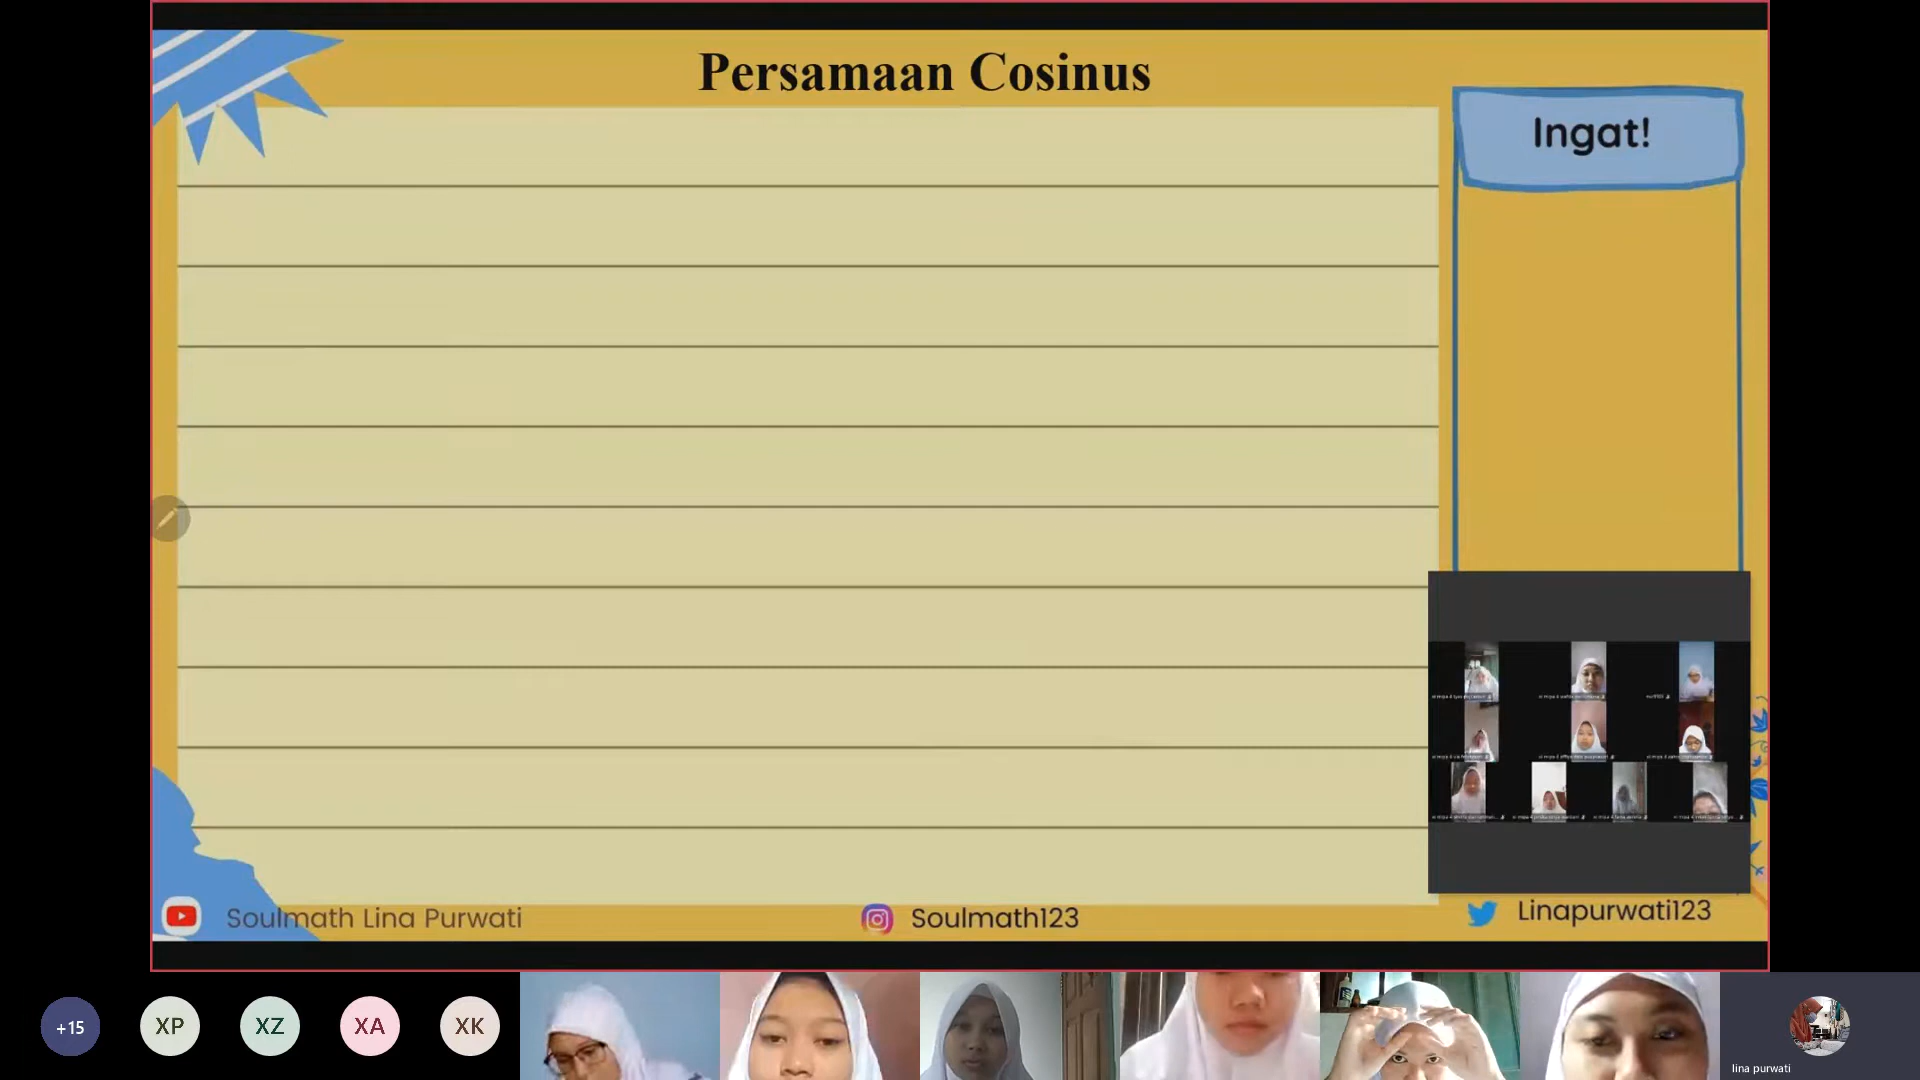 Persamaan Cosinus
Ingat!
Soulmath Lina Purwati
Soulmath123
Linapurwati123
+15
XP
XZ
XA
XK
lina purwati